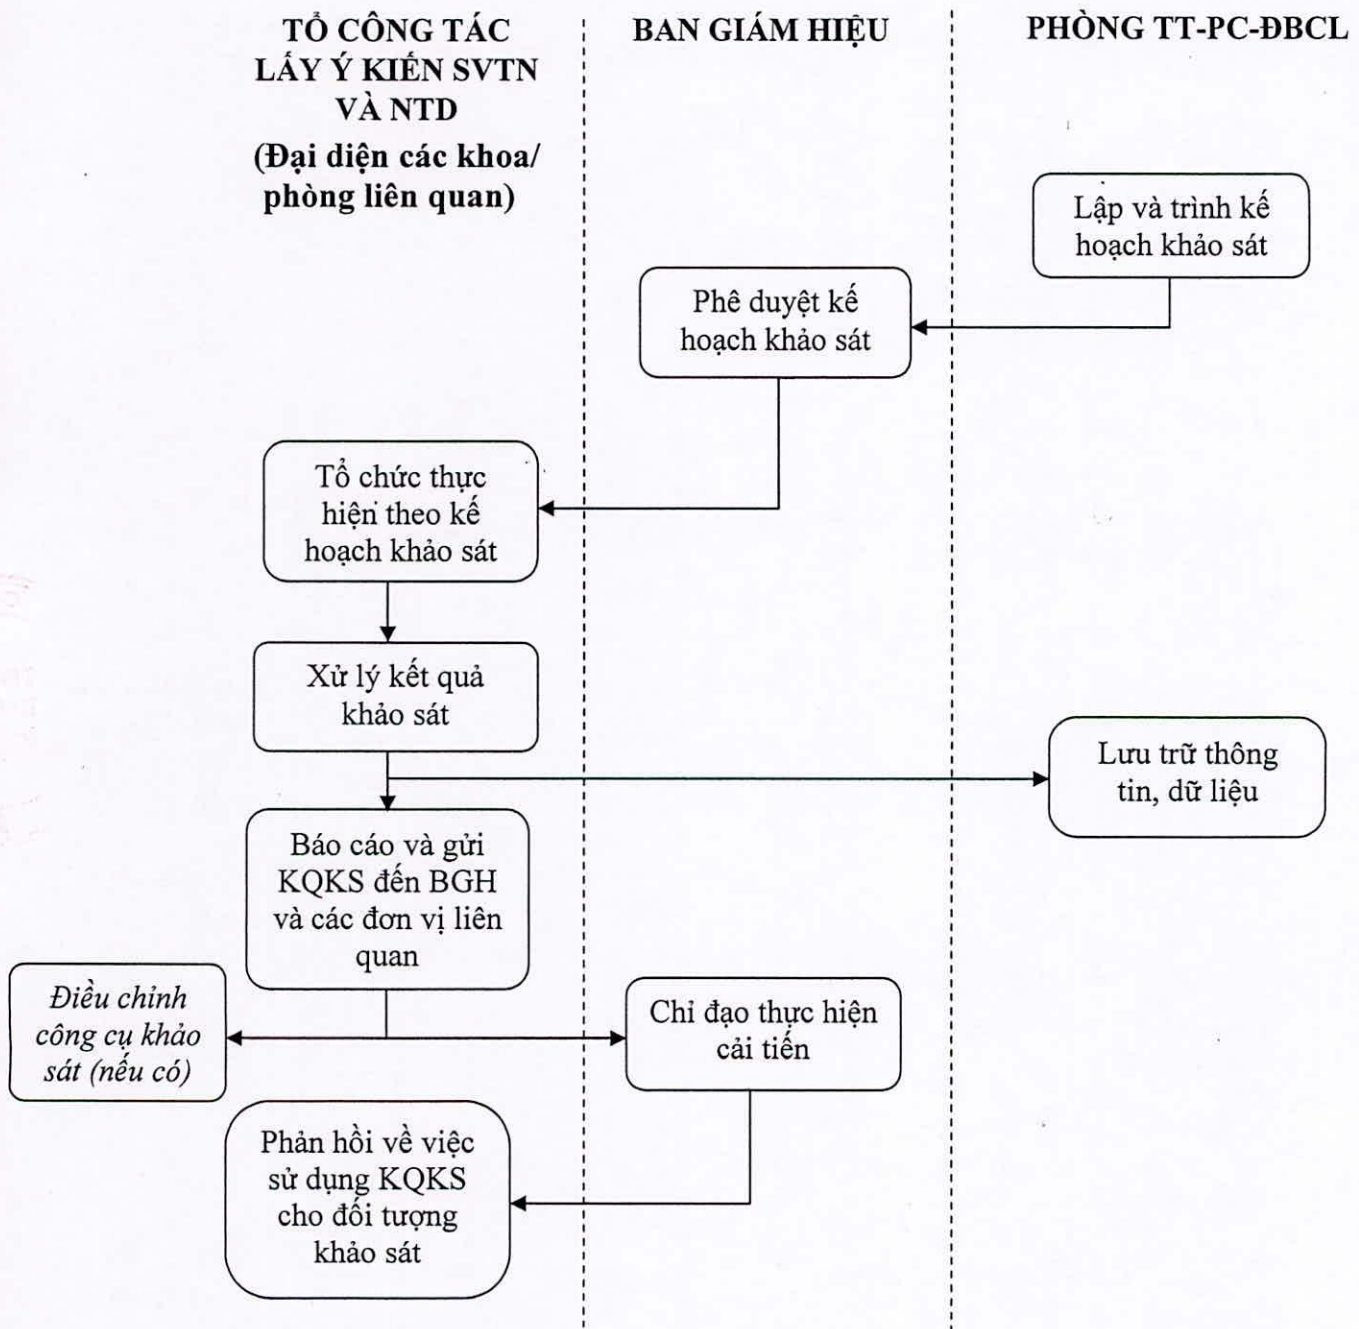 TỔ CÔNG TÁC
LẤY Ý KIẾN SVTN
VÀ NTD
(Đại diện các khoa/
phòng liên quan)
BAN GIÁM HIỆU
PHÒNG TT-PC-ĐBCL
Lập và trình kế
hoạch khảo sát
Phê duyệt kế
hoạch khảo sát
Tổ chức thực
hiện theo kế
hoạch khảo sát
Xử lý kết quả
khảo sát
Lưu trữ thông
tin, dữ liệu
Báo cáo và gửi
KQKS đến BGH
và các đơn vị liên
quan
Điều chỉnh
công cụ khảo
sát (nếu có)
Chỉ đạo thực hiện
cải tiến
Phản hồi về việc
sử dụng KQKS
cho đối tượng
khảo sát